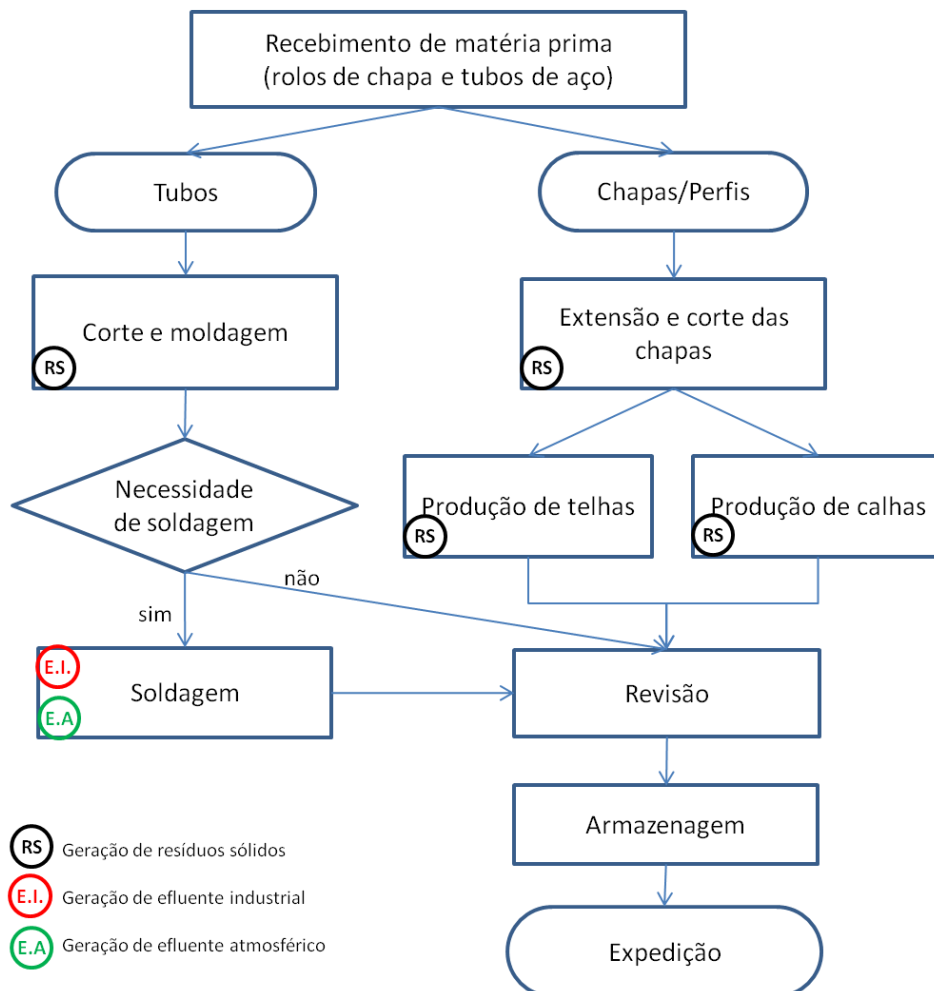 Recebimento de matéria prima
(rolos de chapa e tubos de aço)
Tubos
Chapas/Perfis
Corte e moldagem
RS
Extensão e corte das
chapas
RS
Necessidade
de soldagem
Produção de telhas
RS
Produção de calhas
RS
não
sim
E.I.
Soldagem
E.A
Revisão
Armazenagem
RS
Geração de resíduos sólidos
E.I.
Geração de efluente industrial
E.A
Geração de efluente atmosférico
Expedição